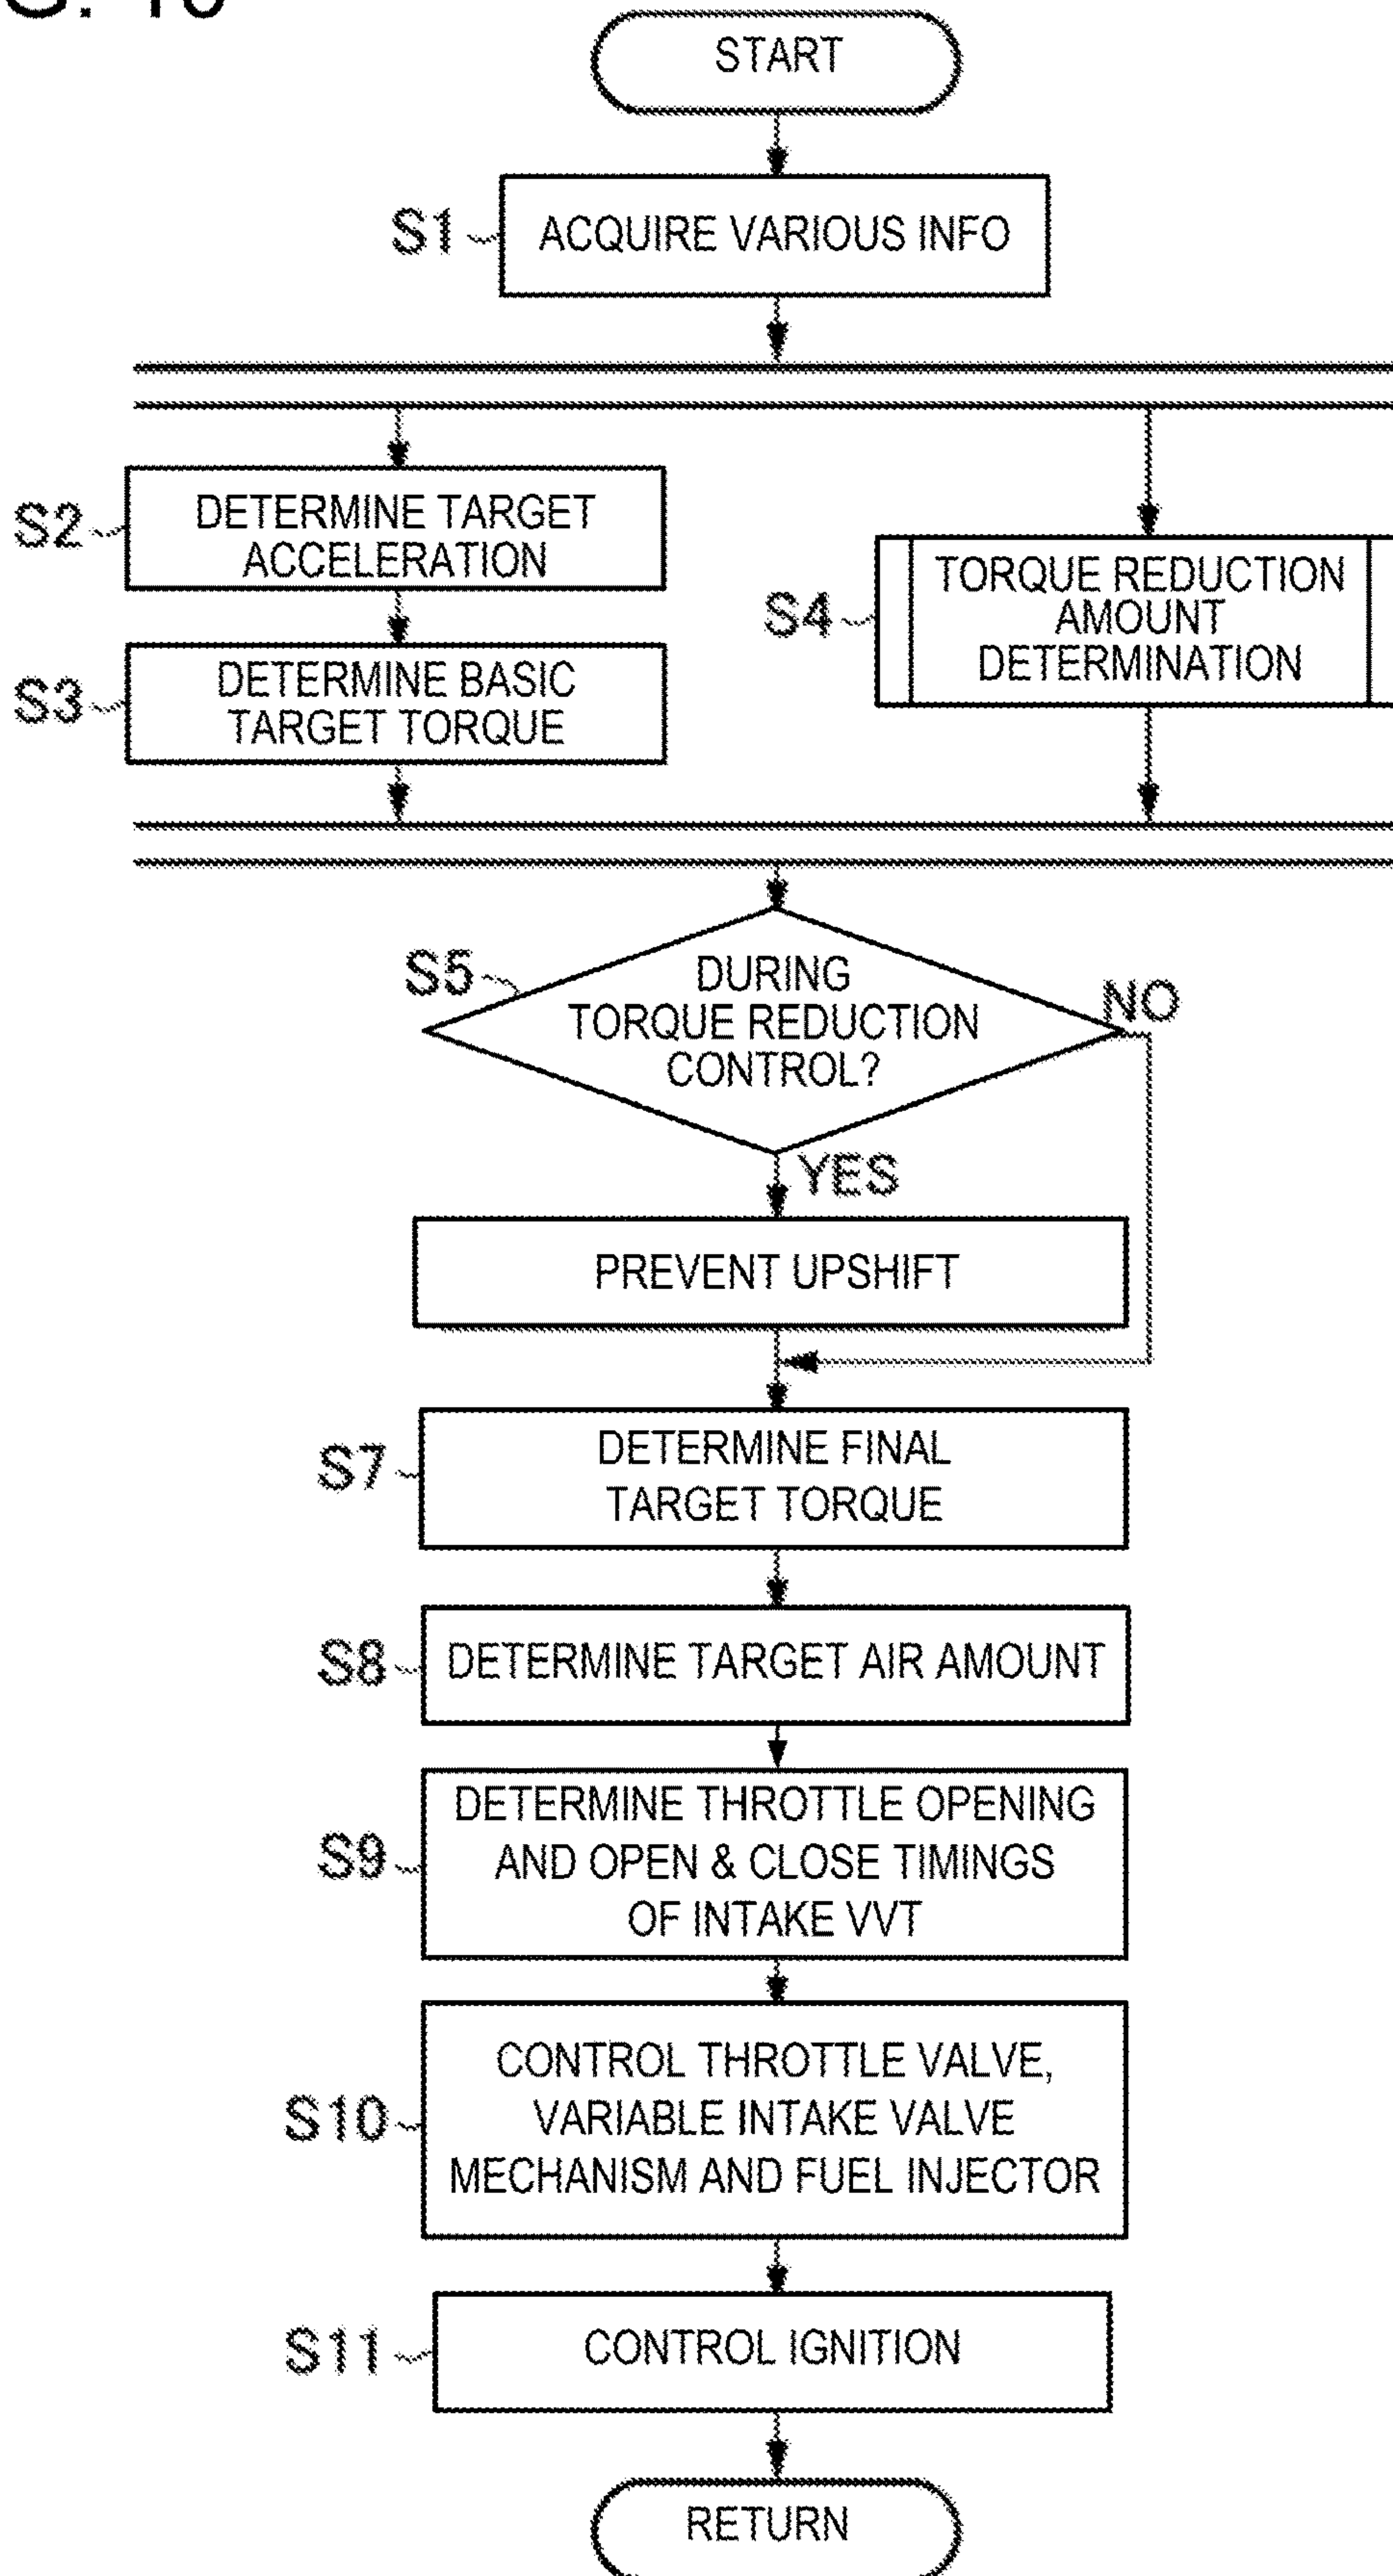 START
S1
ACQUIRE VARIOUS INFO
S2
DETERMINE TARGET
ACCELERATION
S3
DETERMINE BASIC
TARGET TORQUE
S4
TORQUE REDUCTION
AMOUNT
DETERMINATION
S5
DURING
TORQUE REDUCTION
CONTROL?
NO
YES
PREVENT UPSHIFT
S7
DETERMINE FINAL
TARGET TORQUE
S8
DETERMINE TARGET AIR AMOUNT
S9
DETERMINE THROTTLE OPENING
AND OPEN & CLOSE TIMINGS
OF INTAKE VVT
S10
CONTROL THROTTLE VALVE,
VARIABLE INTAKE VALVE
MECHANISM AND FUEL INJECTOR
S11
CONTROL IGNITION
RETURN